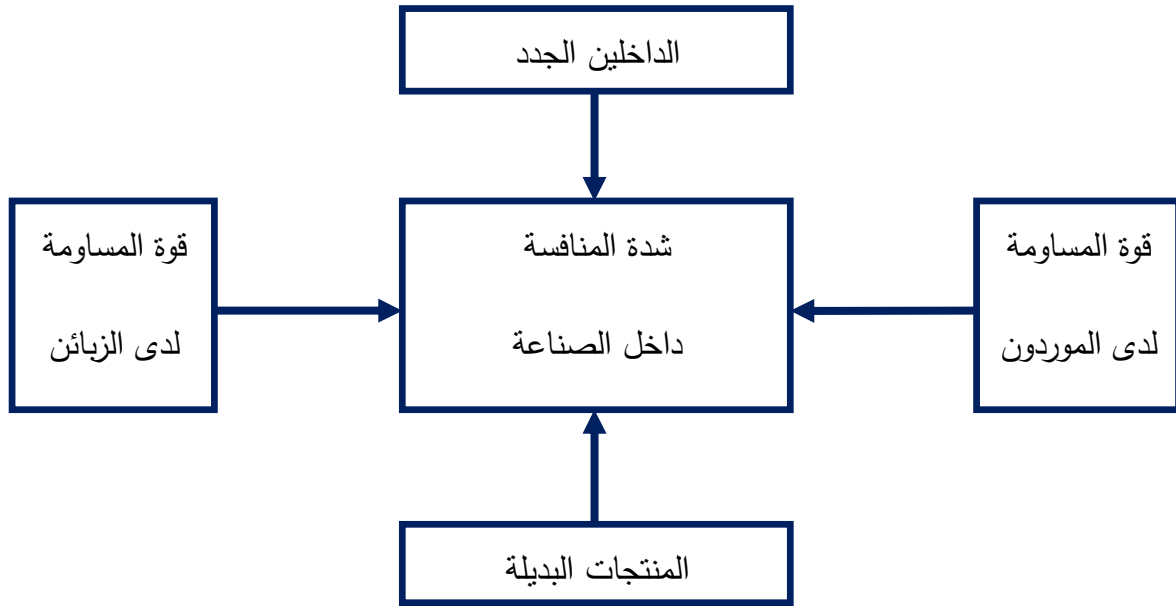 الداخلين الجدد
قوة المساومة
لدى الموردون
شدة المنافسة
داخل الصناعة
قوة المساومة
لدى الزبائن
المنتجات البديلة